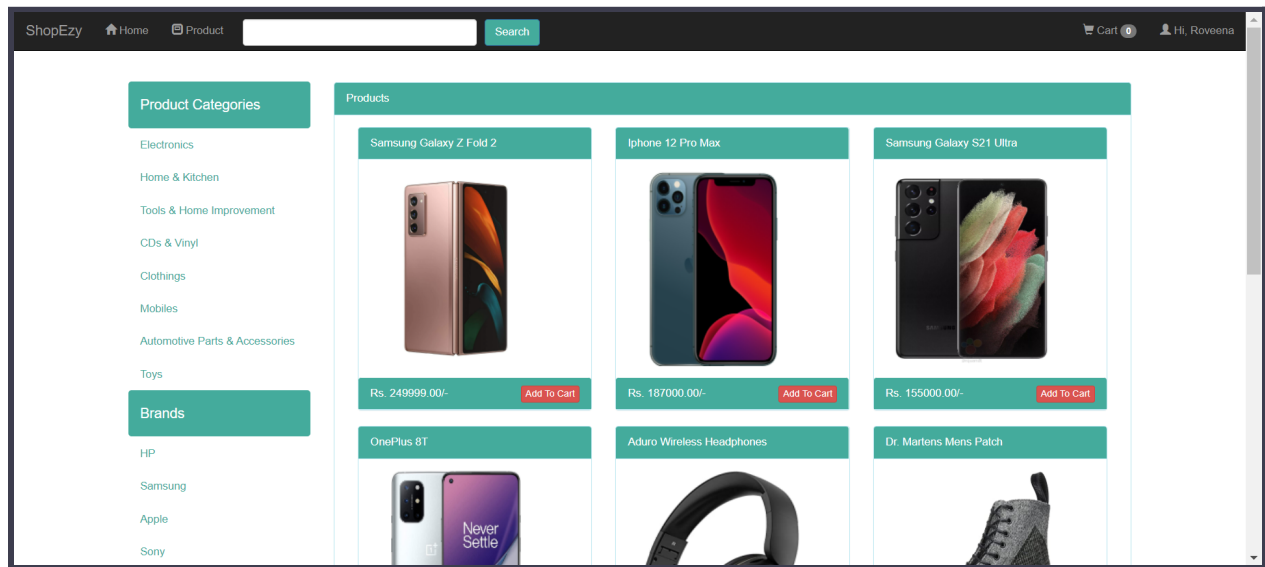 ShopEzy Home Product Search Cart 0 Hi, Roveena
Product Categories
Electronics
Home & Kitchen
Tools & Home Improvement
CDs & Vinyl
Clothings
Mobiles
Automotive Parts & Accessories
Toys
Brands
HP
Samsung
Apple
Sony
Products
Samsung Galaxy Z Fold 2
Rs. 249999.00/- Add To Cart
Iphone 12 Pro Max
Rs. 187000.00/- Add To Cart
Samsung Galaxy S21 Ultra
Rs. 155000.00/- Add To Cart
OnePlus 8T
Never
Settle
Aduro Wireless Headphones
Dr. Martens Mens Patch